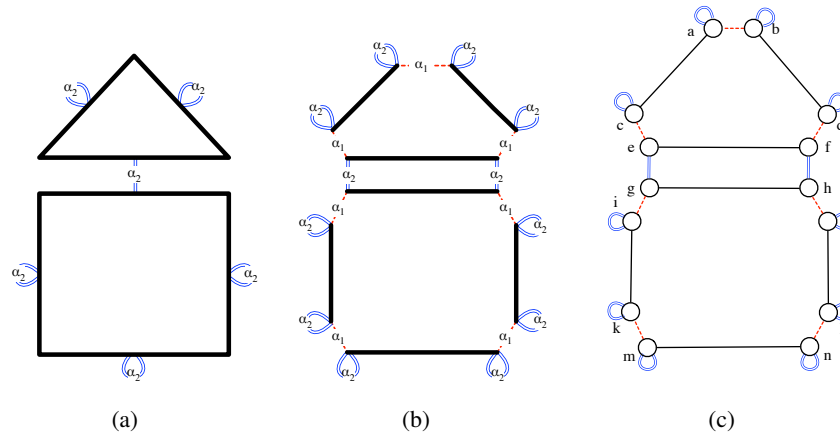 α₂ α₂
α₂
α₂ α₂
α₂
(a)
α₂ α₁ α₂
α₂ α₂
α₁ α₁
α₂ α₂
α₁ α₁
α₂ α₂
α₂ α₂
α₁ α₁
α₂ α₂
(b)
a b
c
e f
g h
i
k
m n
(c)